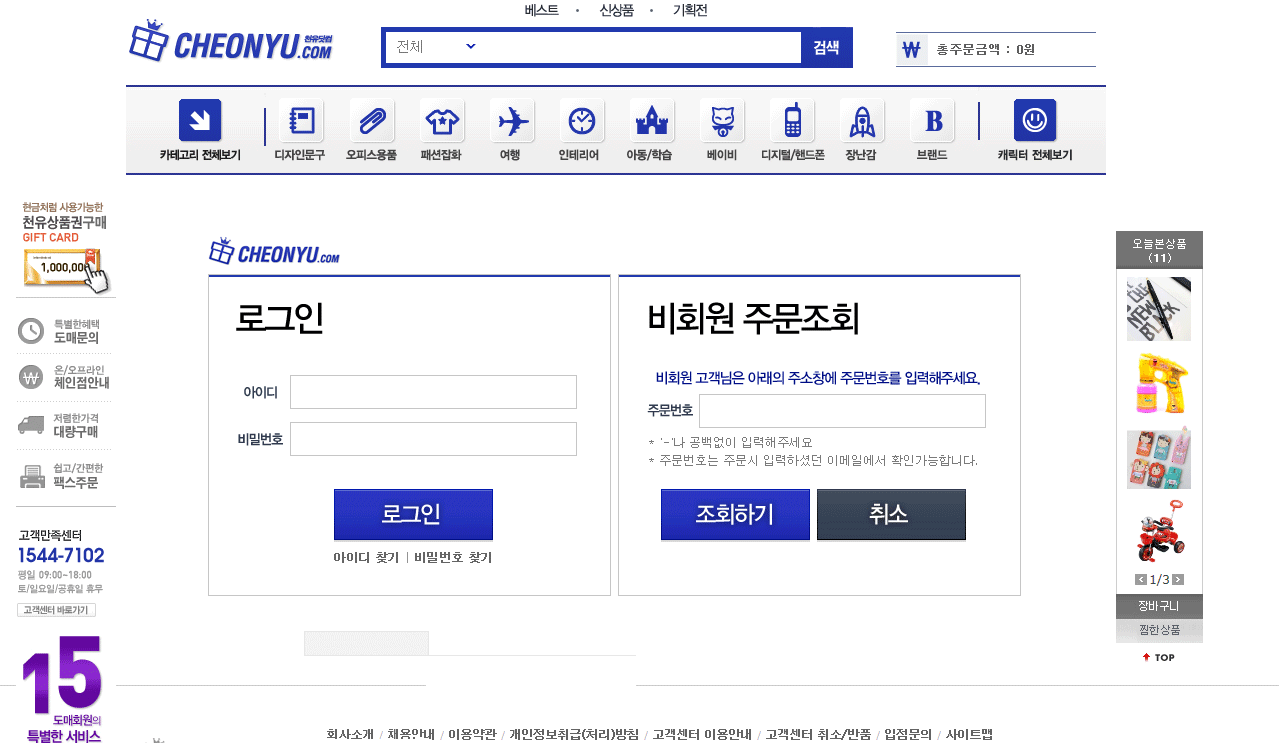 베스트 • 신상품 • 기획전
CHEONYU.COM 천유닷컴
전체
검색
₩ 총주문금액 : 0원
카테고리 전체보기
디자인문구
오피스용품
패션잡화
여행
인테리어
아동/학습
베이비
디지털/핸드폰
장난감
B
브랜드
캐릭터 전체보기
현금처럼 사용가능한
천유상품권구매
GIFT CARD
1,000,000
특별한혜택
도매문의
온/오프라인
체인점안내
저렴한가격
대량구매
쉽고/간편한
팩스주문
고객만족센터
1544-7102
평일 09:00~18:00
토/일요일/공휴일 휴무
고객센터 바로가기
15
도매회원의
특별한 서비스
CHEONYU.COM
로그인
아이디
비밀번호
로그인
아이디 찾기 | 비밀번호 찾기
비회원 주문조회
비회원 고객님은 아래의 주소창에 주문번호를 입력해주세요.
주문번호
* '-'나 공백없이 입력해주세요
* 주문번호는 주문시 입력하셨던 이메일에서 확인가능합니다.
조회하기
취소
오늘본상품
(11)
THE
NEW
BLACK
1/3
장바구니
찜한상품
TOP
회사소개 / 채용안내 / 이용약관 / 개인정보취급(처리)방침 / 고객센터 이용안내 / 고객센터 취소/반품 / 입점문의 / 사이트맵